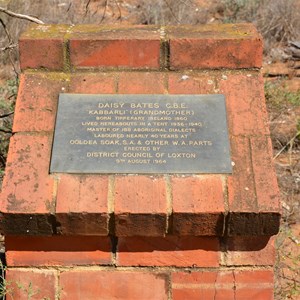 DAISY BATES C.B.E.
KABBARLI (GRANDMOTHER)
BORN TIPPERARY IRELAND 1861
LIVED HEREABOUTS IN A TENT 1936-1940
MASTER OF 188 ABORIGINAL DIALECTS
LABOURED NEARLY 40 YEARS AT
OOLDEA SOAK, S.A & OTHER W.A. PARTS
ERECTED BY
DISTRICT COUNCIL OF LOXTON
AUGUST 1964